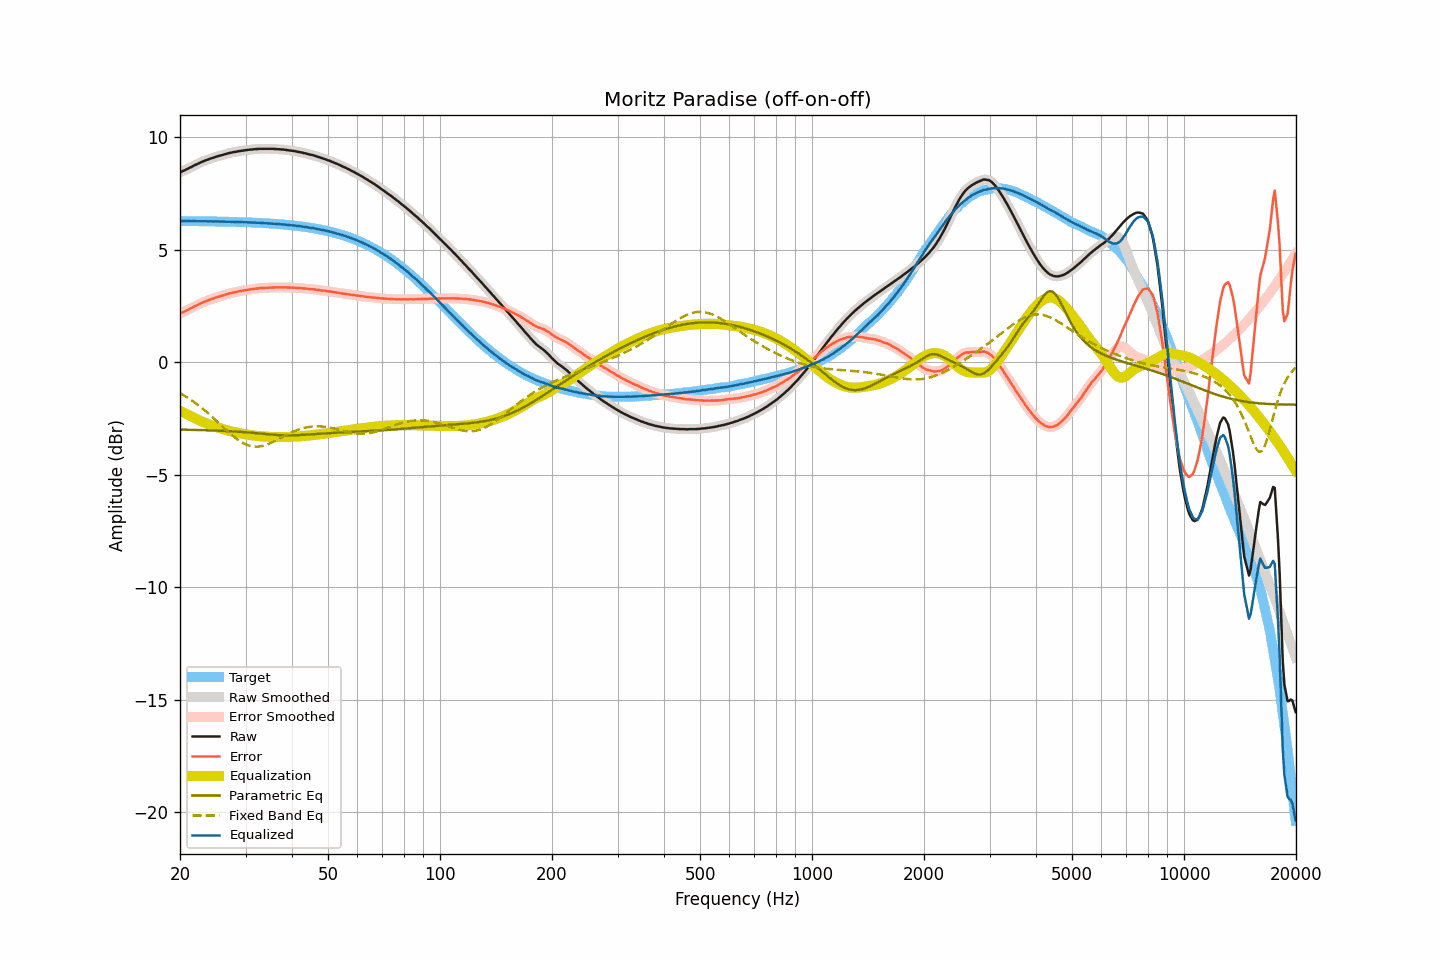 Moritz Paradise (off-on-off)
10
5
0
−5
−10
−15
−20
Amplitude (dBr)
Target
Raw Smoothed
Error Smoothed
Raw
Error
Equalization
Parametric Eq
Fixed Band Eq
Equalized
20 50 100 200 500 1000 2000 5000 10000 20000
Frequency (Hz)